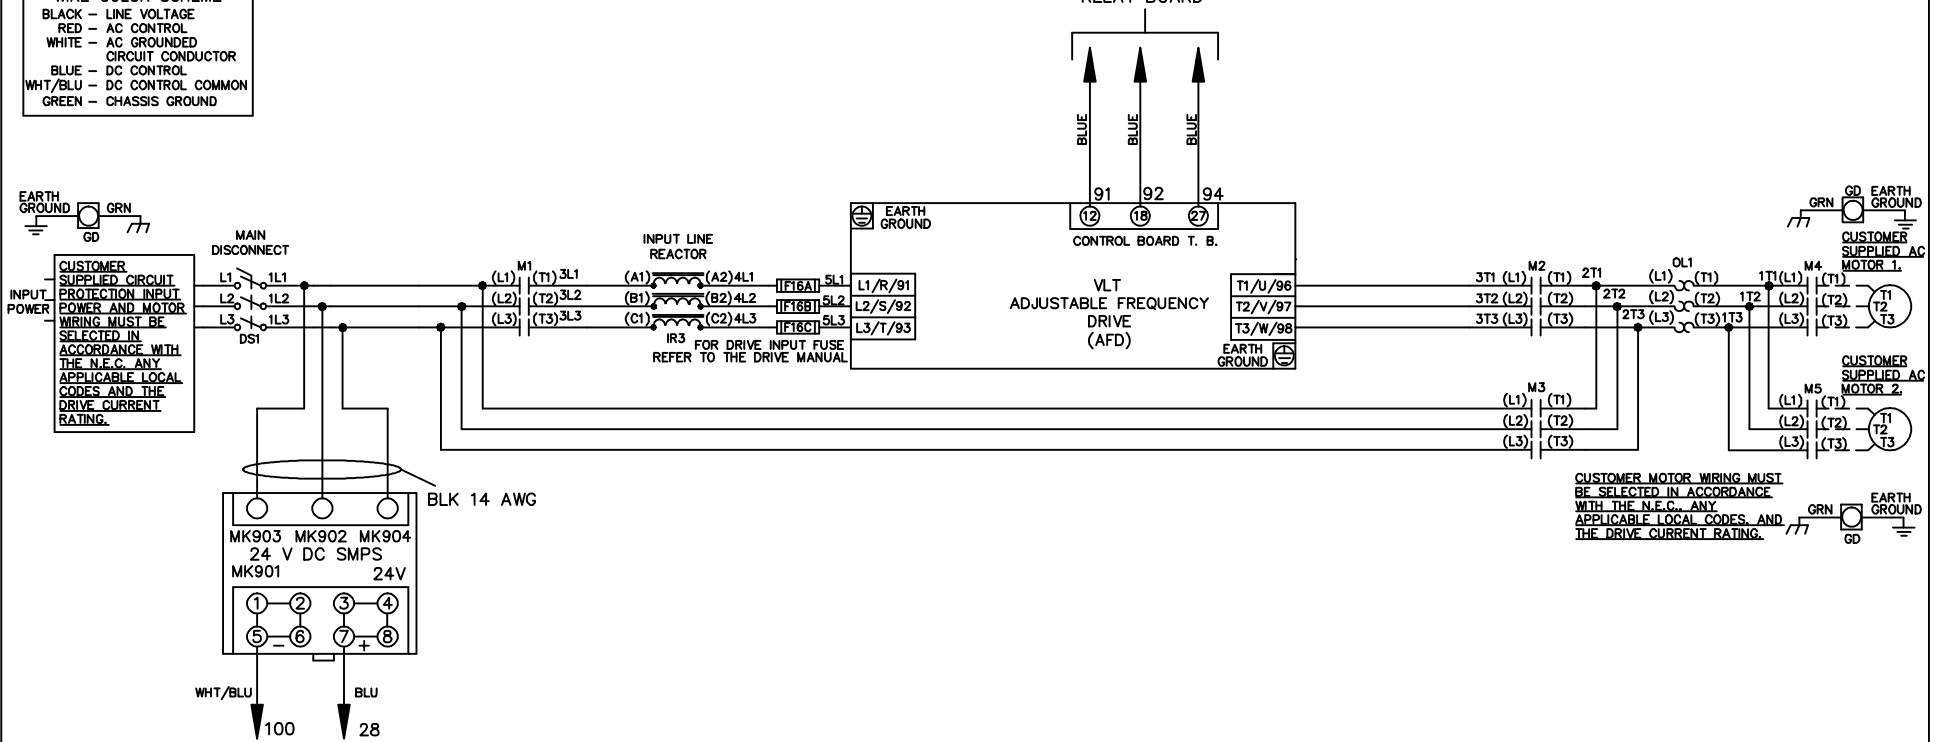 BLACK – LINE VOLTAGE
RED – AC CONTROL
WHITE – AC GROUNDED
CIRCUIT CONDUCTOR
BLUE – DC CONTROL
WHT/BLU – DC CONTROL COMMON
GREEN – CHASSIS GROUND
BLUE
BLUE
BLUE
91
92
94
12
18
27
CONTROL BOARD T. B.
EARTH
GROUND
GRN
GD
INPUT
POWER
CUSTOMER
SUPPLIED CIRCUIT
PROTECTION INPUT
POWER AND MOTOR
WIRING MUST BE
SELECTED IN
ACCORDANCE WITH
THE N.E.C. ANY
APPLICABLE LOCAL
CODES AND THE
DRIVE CURRENT
RATING.
MAIN
DISCONNECT
L1 1L1
L2 1L2
L3 1L3
DS1
M1
(L1) (T1) 3L1
(L2) (T2) 3L2
(L3) (T3) 3L3
INPUT LINE
REACTOR
(A1) (A2) 4L1
(B1) (B2) 4L2
(C1) (C2) 4L3
IR3
F16A 5L1
F16B 5L2
F16C 5L3
FOR DRIVE INPUT FUSE
REFER TO THE DRIVE MANUAL
EARTH
GROUND
L1/R/91
L2/S/92
L3/T/93
VLT
ADJUSTABLE FREQUENCY
DRIVE
(AFD)
T1/U/96
T2/V/97
T3/W/98
EARTH
GROUND
M2
3T1 (L1) (T1) 2T1
3T2 (L2) (T2) 2T2
3T3 (L3) (T3) 2T3
OL1
(L1) (T1) 1T1
(L2) (T2) 1T2
(L3) (T3) 1T3
M4
(L1) (T1)
(L2) (T2)
(L3) (T3)
T1
T2
T3
GRN
GD
EARTH
GROUND
CUSTOMER
SUPPLIED AC
MOTOR 1.
M3
(L1) (T1)
(L2) (T2)
(L3) (T3)
CUSTOMER
SUPPLIED AC
MOTOR 2.
M5
(L1) (T1)
(L2) (T2)
(L3) (T3)
T1
T2
T3
CUSTOMER MOTOR WIRING MUST
BE SELECTED IN ACCORDANCE
WITH THE N.E.C., ANY
APPLICABLE LOCAL CODES, AND
THE DRIVE CURRENT RATING.
GRN
GD
EARTH
GROUND
BLK 14 AWG
MK903 MK902 MK904
24 V DC SMPS
MK901 24V
1 2 3 4
5 6 7 8
– +
WHT/BLU BLU
100 28